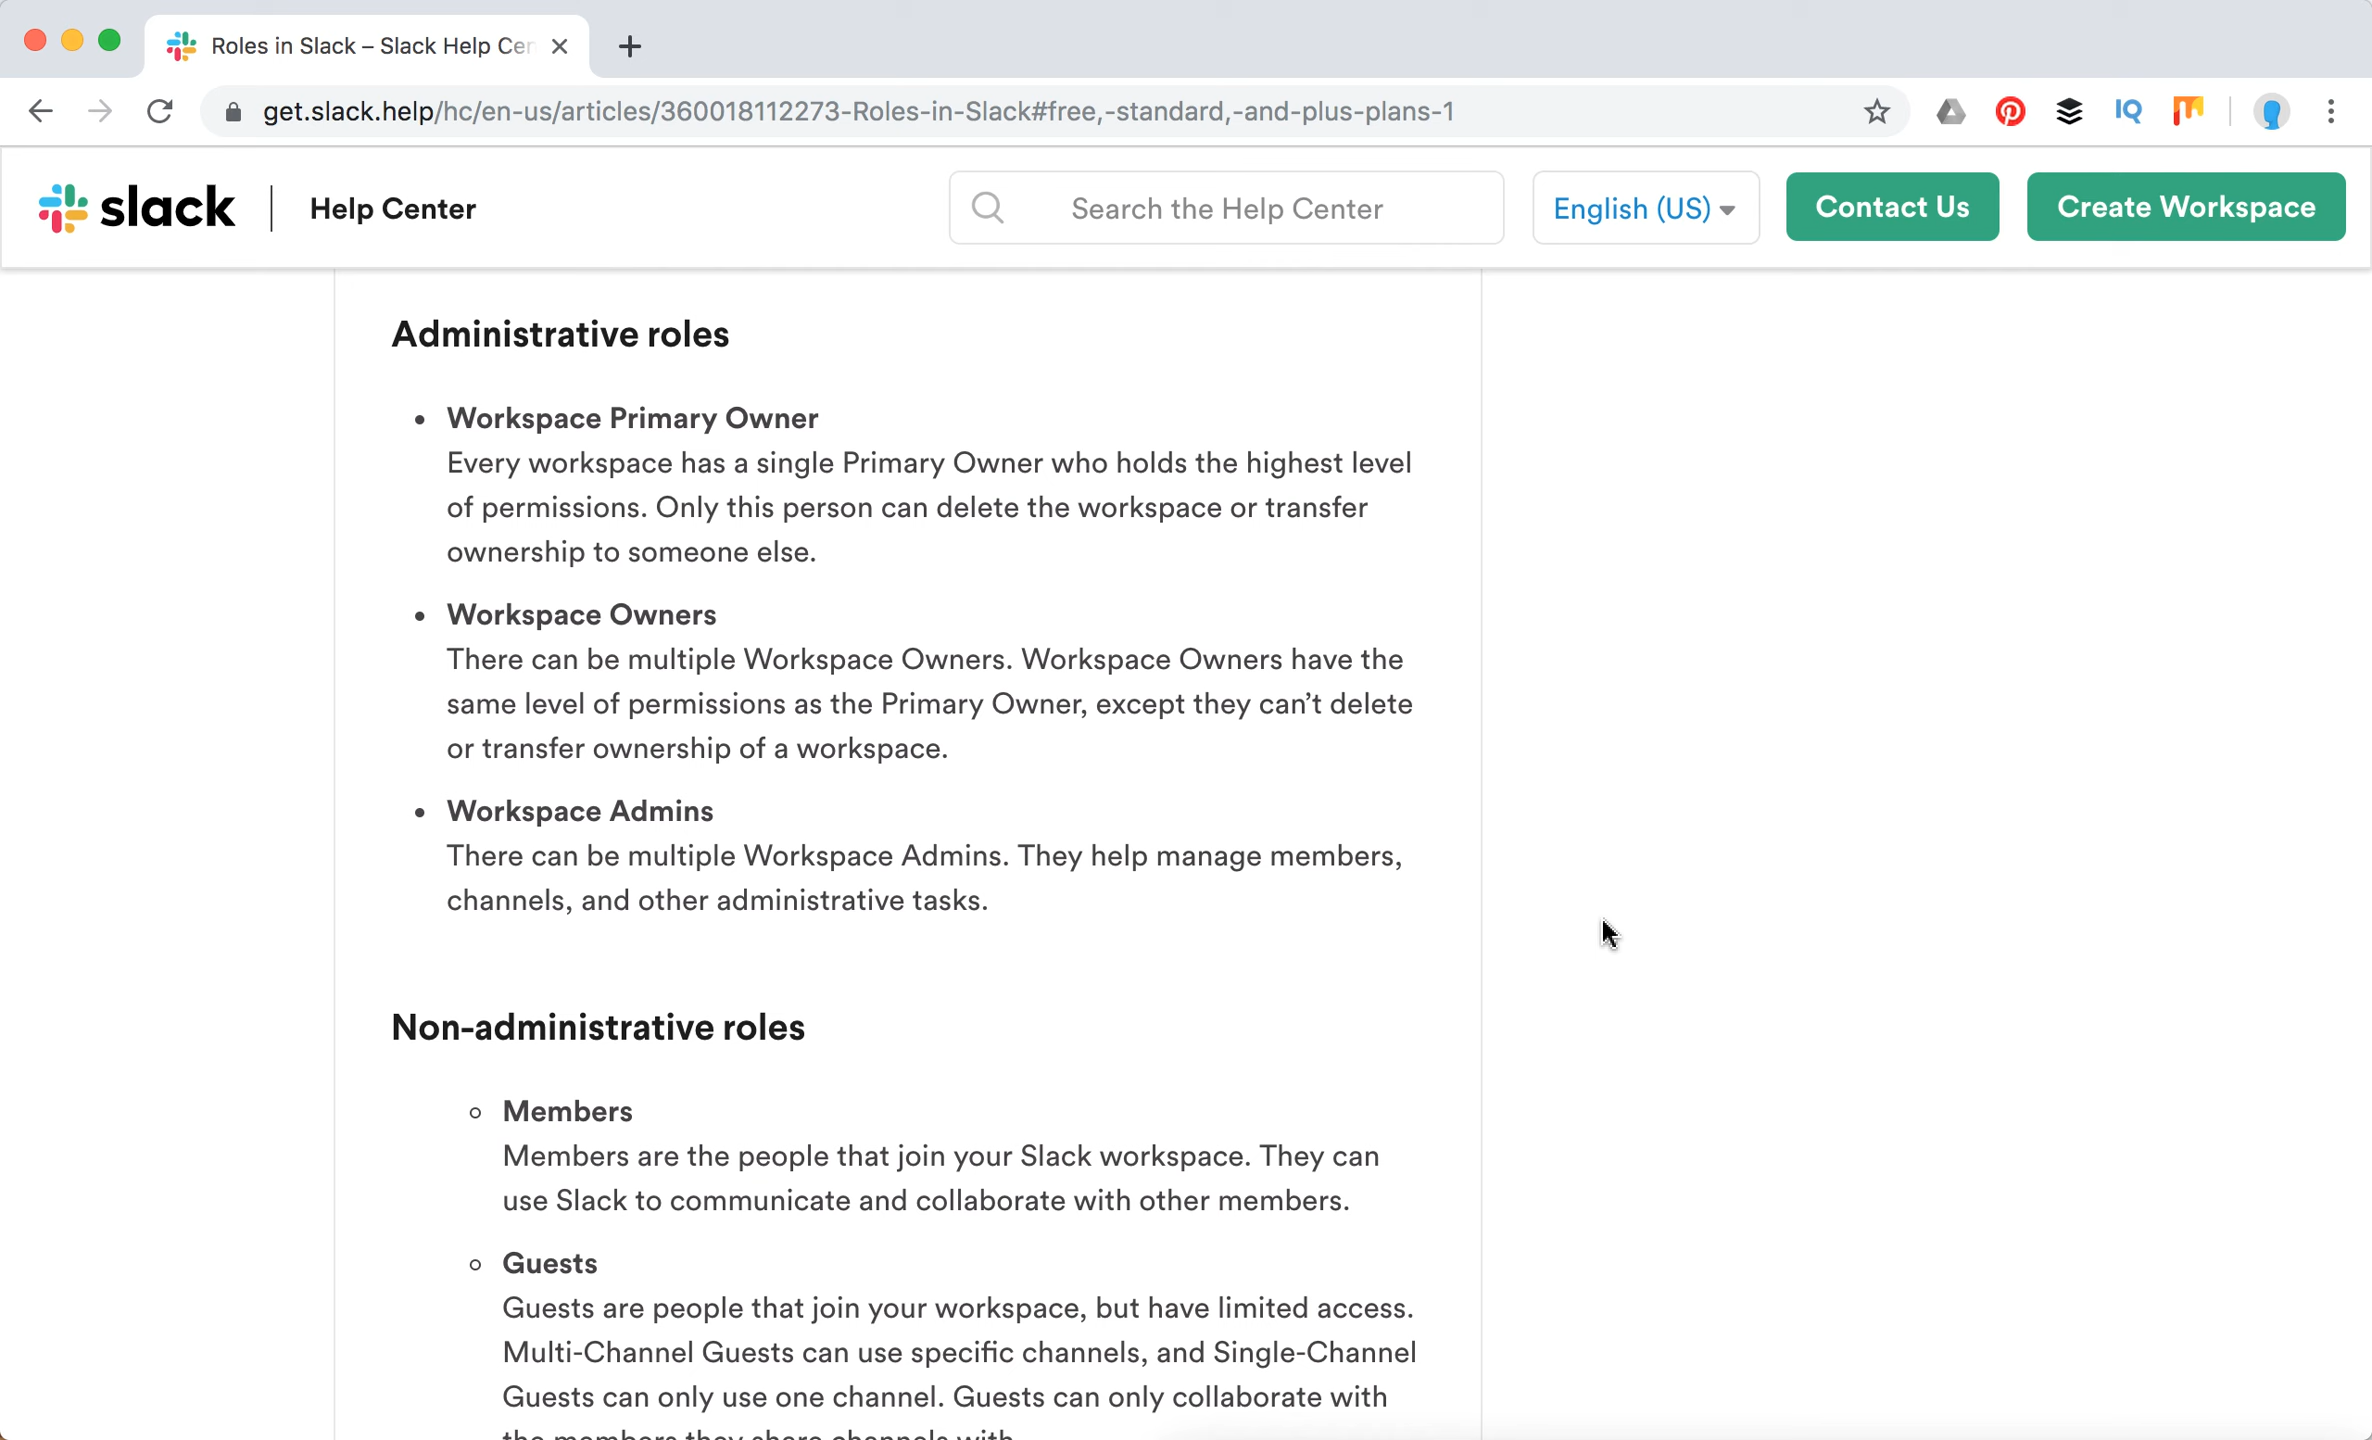 Roles in Slack – Slack Help Cen
get.slack.help/hc/en-us/articles/360018112273-Roles-in-Slack#free,-standard,-and-plus-plans-1
IQ
slack
Help Center
Search the Help Center
English (US)
Contact Us
Create Workspace
Administrative roles
• Workspace Primary Owner
Every workspace has a single Primary Owner who holds the highest level
of permissions. Only this person can delete the workspace or transfer
ownership to someone else.
• Workspace Owners
There can be multiple Workspace Owners. Workspace Owners have the
same level of permissions as the Primary Owner, except they can’t delete
or transfer ownership of a workspace.
• Workspace Admins
There can be multiple Workspace Admins. They help manage members,
channels, and other administrative tasks.
Non-administrative roles
◦ Members
Members are the people that join your Slack workspace. They can
use Slack to communicate and collaborate with other members.
◦ Guests
Guests are people that join your workspace, but have limited access.
Multi-Channel Guests can use specific channels, and Single-Channel
Guests can only use one channel. Guests can only collaborate with
the members they share channels with